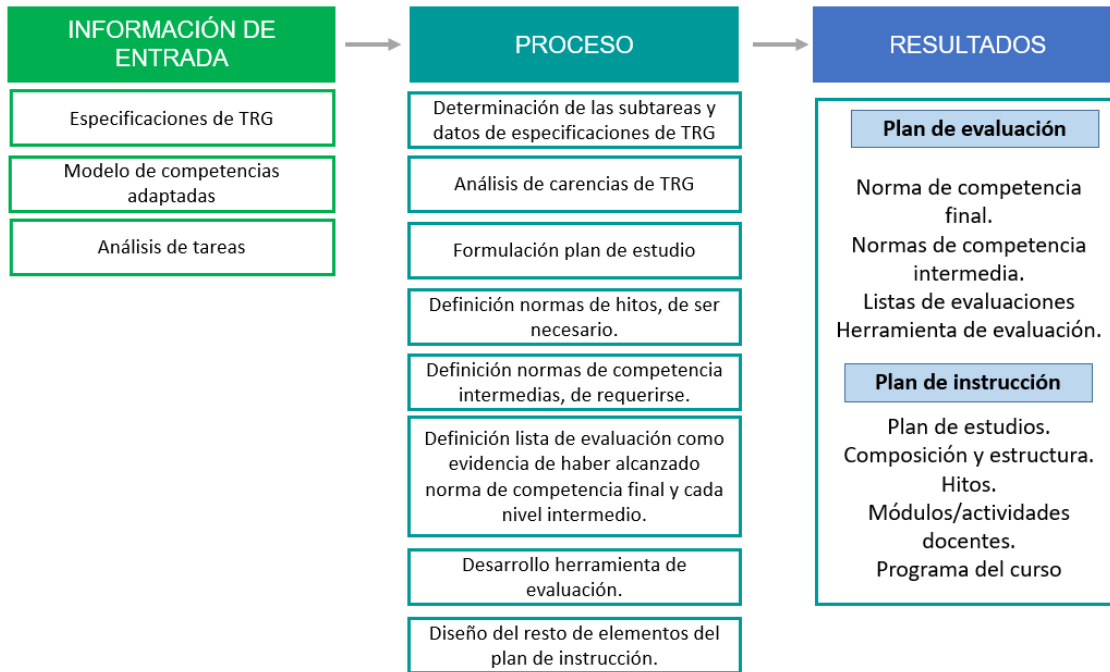 INFORMACIÓN DE
ENTRADA
Especificaciones de TRG
Modelo de competencias
adaptadas
Análisis de tareas
PROCESO
Determinación de las subtareas y
datos de especificaciones de TRG
Análisis de carencias de TRG
Formulación plan de estudio
Definición normas de hitos, de ser
necesario.
Definición normas de competencia
intermedias, de requerirse.
Definición lista de evaluación como
evidencia de haber alcanzado
norma de competencia final y cada
nivel intermedio.
Desarrollo herramienta de
evaluación.
Diseño del resto de elementos del
plan de instrucción.
RESULTADOS
Plan de evaluación
Norma de competencia
final.
Normas de competencia
intermedia.
Listas de evaluaciones
Herramienta de evaluación.
Plan de instrucción
Plan de estudios.
Composición y estructura.
Hitos.
Módulos/actividades
docentes.
Programa del curso